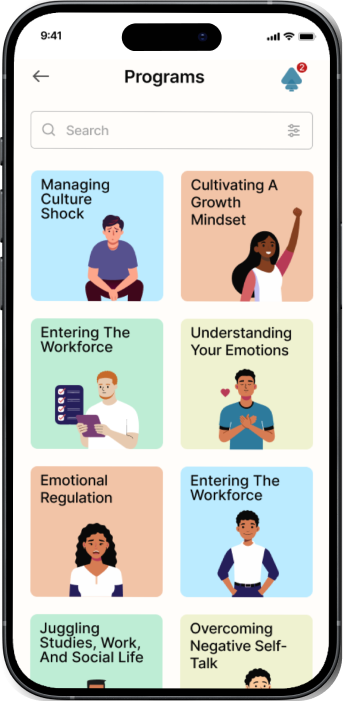 9:41
Programs
2
Search
Managing
Culture
Shock
Cultivating A
Growth
Mindset
Entering The
Workforce
Understanding
Your Emotions
Emotional
Regulation
Entering The
Workforce
Juggling
Studies, Work,
And Social Life
Overcoming
Negative Self-
Talk